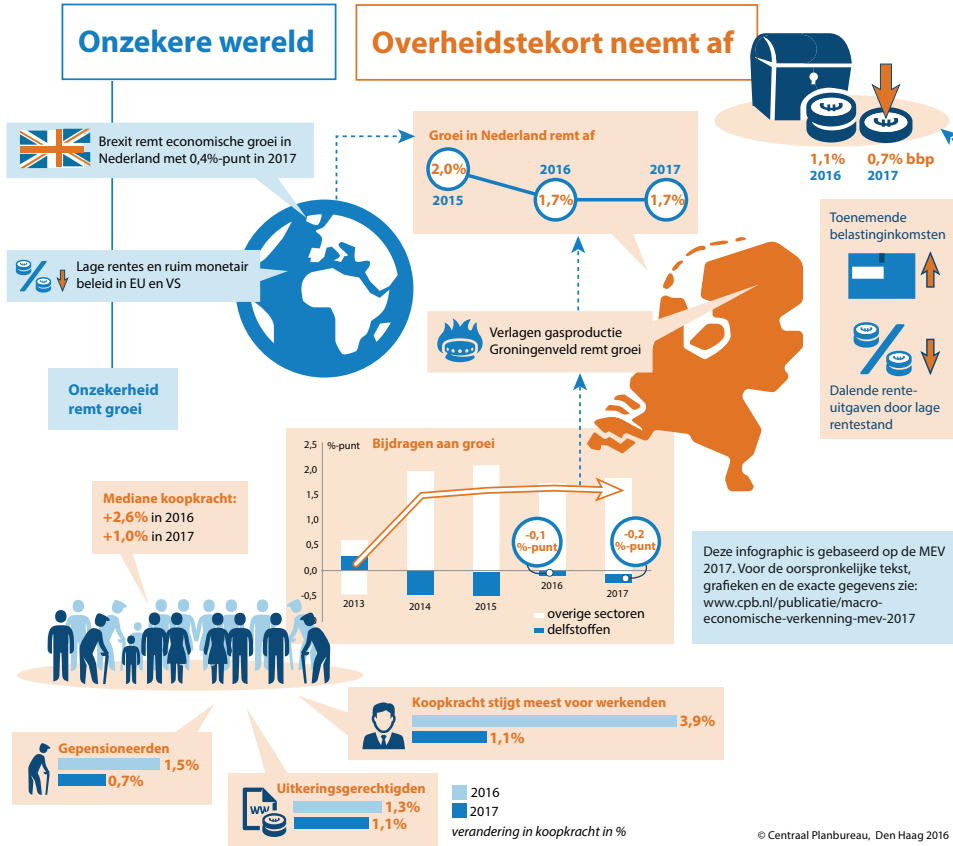 Onzekere wereld
Overheidstekort neemt af
Brexit remt economische groei in
Nederland met 0,4%-punt in 2017
Lage rentes en ruim monetair
beleid in EU en VS
Onzekerheid
remt groei
Groei in Nederland remt af
2,0%
2015
2016
1,7%
2017
1,7%
1,1%
2016
0,7% bbp
2017
Toenemende
belastinginkomsten
Dalende rente-
uitgaven door lage
rentestand
Verlagen gasproductie
Groningenveld remt groei
%-punt
Bijdragen aan groei
2,5
2,0
1,5
1,0
0,5
0,0
-0,5
-0,1
%-punt
-0,2
%-punt
2013
2014
2015
2016
2017
overige sectoren
delfstoffen
Mediane koopkracht:
+2,6% in 2016
+1,0% in 2017
Deze infographic is gebaseerd op de MEV
2017. Voor de oorspronkelijke tekst,
grafieken en de exacte gegevens zie:
www.cpb.nl/publicatie/macro-
economische-verkenning-mev-2017
Koopkracht stijgt meest voor werkenden
3,9%
1,1%
Gepensioneerden
1,5%
0,7%
Uitkeringsgerechtigden
WW
1,3%
1,1%
2016
2017
verandering in koopkracht in %
© Centraal Planbureau, Den Haag 2016